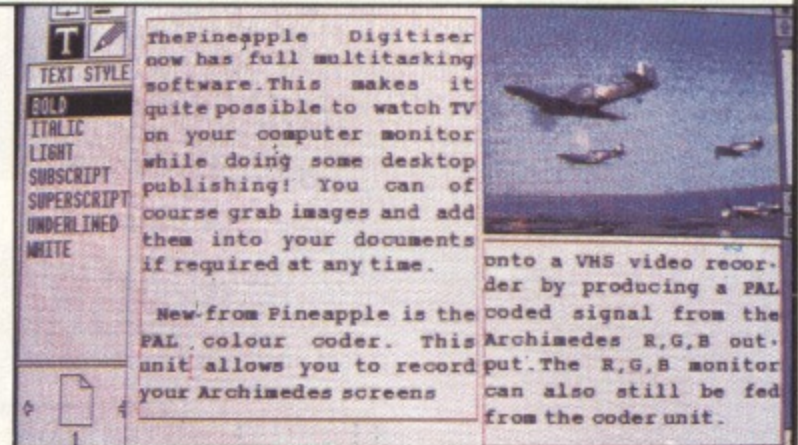 T
TEXT STYLE
BOLD
ITALIC
LIGHT
SUBSCRIPT
SUPERSCRIPT
UNDERLINED
WHITE
1
ThePineapple Digitiser
now has full multitasking
software.This makes it
quite possible to watch TV
on your computer monitor
while doing some desktop
publishing! You can of
course grab images and add
them into your documents
if required at any time.
New from Pineapple is the
PAL colour coder. This
unit allows you to record
your Archimedes screens
onto a VHS video recor-
der by producing a PAL
coded signal from the
Archimedes R,G,B out-
put.The R,G,B monitor
can also still be fed
from the coder unit.